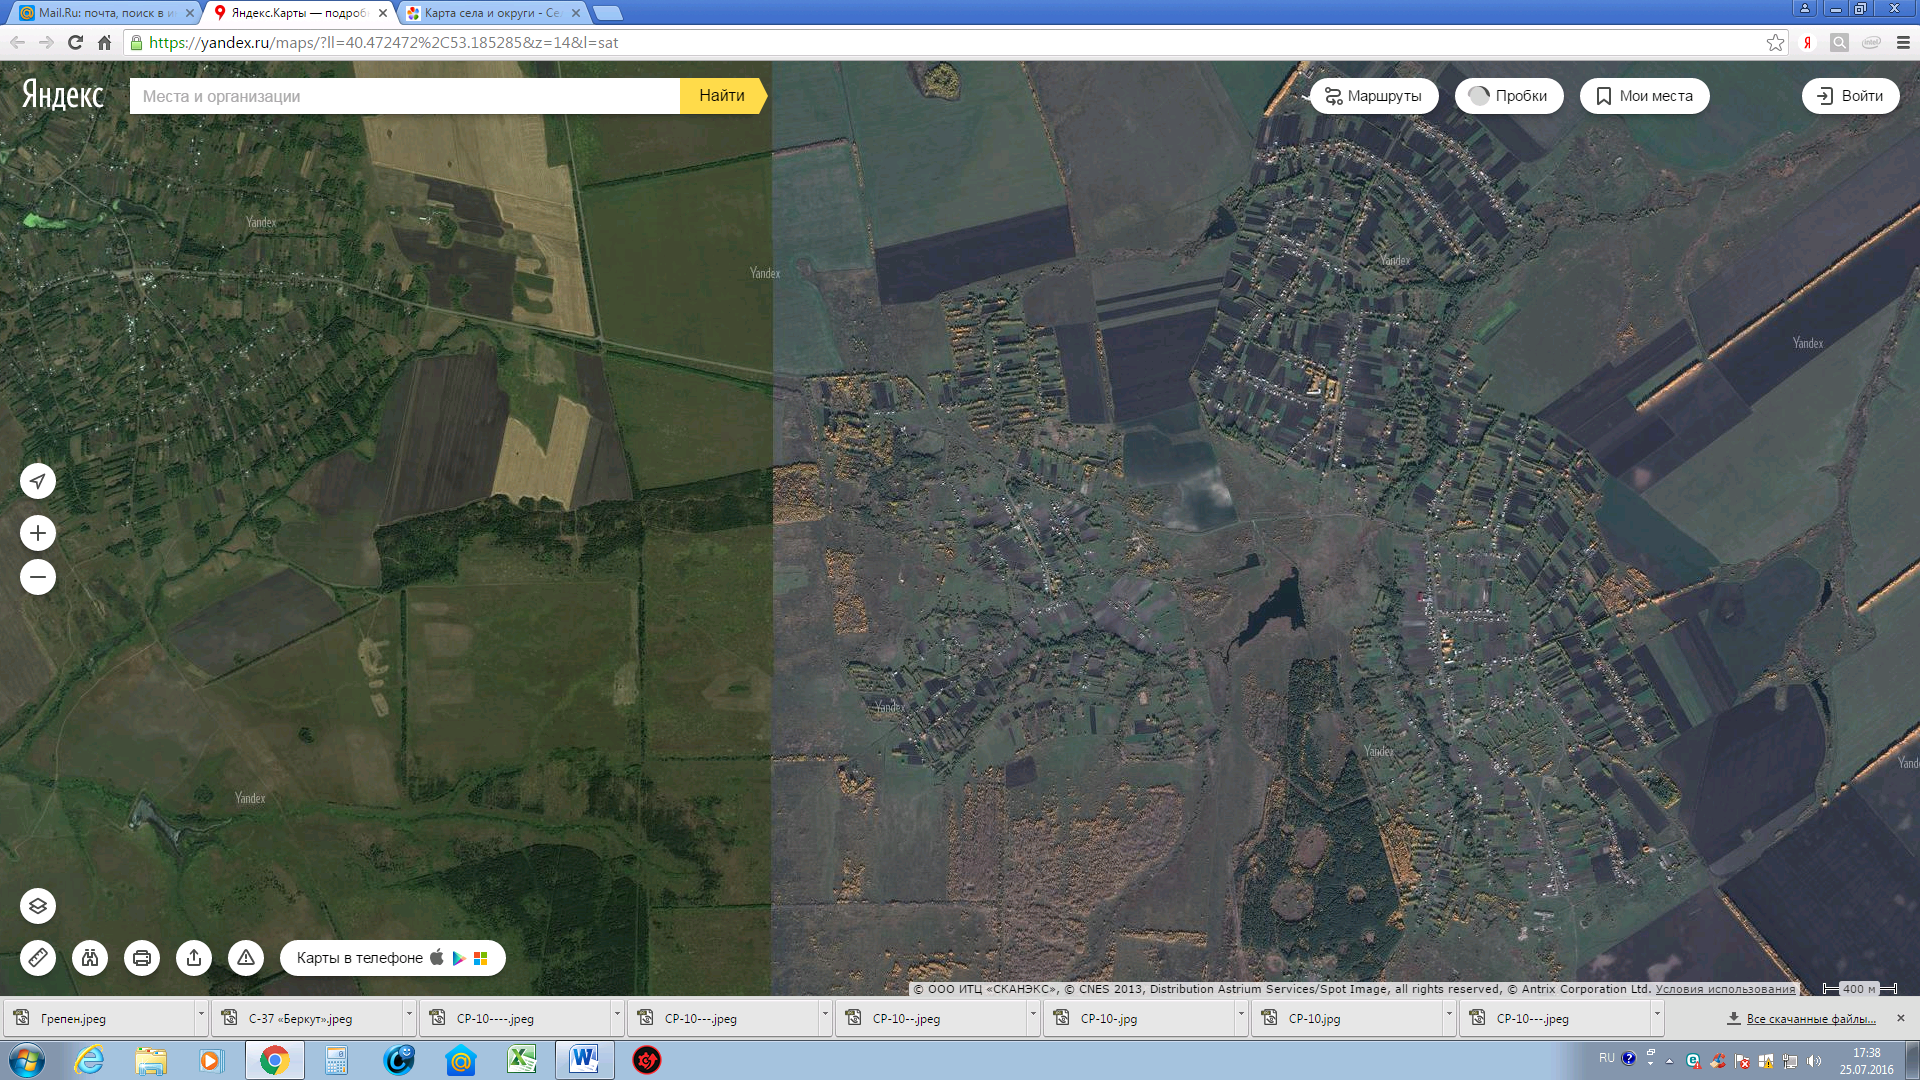 Mail.Ru: почта, поиск в ин
Яндекс.Карты — подроб
Карта села и округи - Се
https://yandex.ru/maps/?ll=40.472472%2C53.185285&z=14&l=sat
Яндекс
Места и организации
Найти
Маршруты
Пробки
Мои места
Войти
Yandex
Yandex
Yandex
Yandex
Yandex
Yandex
Yandex
Yand
Карты в телефоне
© ООО ИТЦ «СКАНЭКС», © CNES 2013, Distribution Astrium Services/Spot Image, all rights reserved, © Antrix Corporation Ltd. Условия использования
400 м
Грепен.jpeg
С-37 «Беркут».jpeg
СР-10----.jpeg
СР-10---.jpeg
СР-10--.jpeg
СР-10-.jpg
СР-10.jpg
СР-10---.jpeg
Все скачанные файлы...
RU
17:38
25.07.2016